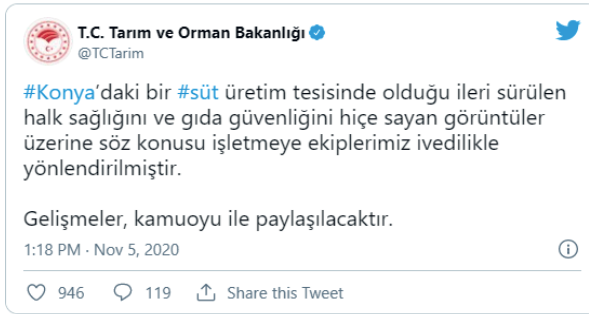 T.C. Tarım ve Orman Bakanlığı
@TCTarim
#Konya'daki bir #süt üretim tesisinde olduğu ileri sürülen
halk sağlığını ve gıda güvenliğini hiçe sayan görüntüler
üzerine söz konusu işletmeye ekiplerimiz ivedilikle
yönlendirilmiştir.
Gelişmeler, kamuoyu ile paylaşılacaktır.
1:18 PM · Nov 5, 2020
946 119 Share this Tweet